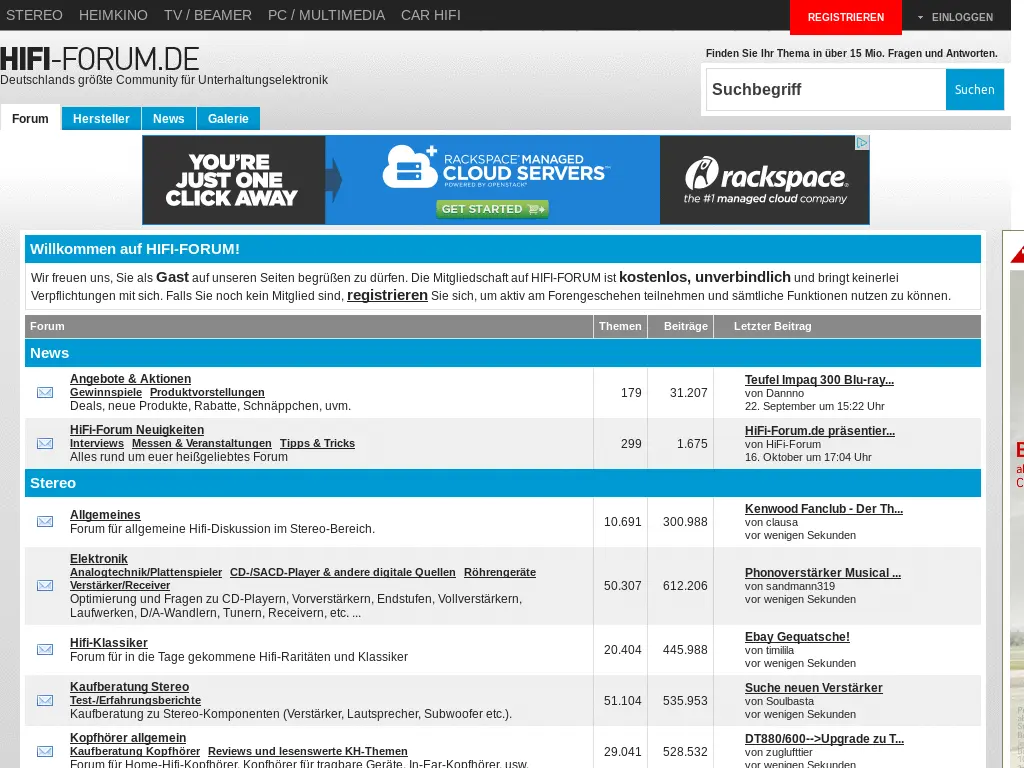 STEREO HEIMKINO TV / BEAMER PC / MULTIMEDIA CAR HIFI REGISTRIEREN EINLOGGEN
HIFI-FORUM.DE
Deutschlands größte Community für Unterhaltungselektronik
Finden Sie Ihr Thema in über 15 Mio. Fragen und Antworten.
Suchbegriff Suchen
Forum Hersteller News Galerie
YOU'RE
JUST ONE
CLICK AWAY
RACKSPACE® MANAGED
CLOUD SERVERS™
POWERED BY OPENSTACK®
GET STARTED
rackspace®
the #1 managed cloud company
Willkommen auf HIFI-FORUM!
Wir freuen uns, Sie als Gast auf unseren Seiten begrüßen zu dürfen. Die Mitgliedschaft auf HIFI-FORUM ist kostenlos, unverbindlich und bringt keinerlei
Verpflichtungen mit sich. Falls Sie noch kein Mitglied sind, registrieren Sie sich, um aktiv am Forengeschehen teilnehmen und sämtliche Funktionen nutzen zu können.
Forum Themen Beiträge Letzter Beitrag
News
Angebote & Aktionen
Gewinnspiele Produktvorstellungen
Deals, neue Produkte, Rabatte, Schnäppchen, uvm.
179 31.207
Teufel Impaq 300 Blu-ray...
von Dannno
22. September um 15:22 Uhr
HiFi-Forum Neuigkeiten
Interviews Messen & Veranstaltungen Tipps & Tricks
Alles rund um euer heißgeliebtes Forum
299 1.675
HiFi-Forum.de präsentier...
von HiFi-Forum
16. Oktober um 17:04 Uhr
Stereo
Allgemeines
Forum für allgemeine Hifi-Diskussion im Stereo-Bereich.
10.691 300.988
Kenwood Fanclub - Der Th...
von clausa
vor wenigen Sekunden
Elektronik
Analogtechnik/Plattenspieler CD-/SACD-Player & andere digitale Quellen Röhrengeräte
Verstärker/Receiver
Optimierung und Fragen zu CD-Playern, Vorverstärkern, Endstufen, Vollverstärkern,
Laufwerken, D/A-Wandlern, Tunern, Receivern, etc. ...
50.307 612.206
Phonoverstärker Musical ...
von sandmann319
vor wenigen Sekunden
Hifi-Klassiker
Forum für in die Tage gekommene Hifi-Raritäten und Klassiker
20.404 445.988
Ebay Gequatsche!
von timilila
vor wenigen Sekunden
Kaufberatung Stereo
Test-/Erfahrungsberichte
Kaufberatung zu Stereo-Komponenten (Verstärker, Lautsprecher, Subwoofer etc.).
51.104 535.953
Suche neuen Verstärker
von Soulbasta
vor wenigen Sekunden
Kopfhörer allgemein
Kaufberatung Kopfhörer Reviews und lesenswerte KH-Themen
Forum für Home-Hifi-Kopfhörer, Kopfhörer für tragbare Geräte, In-Ear-Kopfhörer, usw.
29.041 528.532
DT880/600-->Upgrade zu T...
von zuglufttier
vor wenigen Sekunden